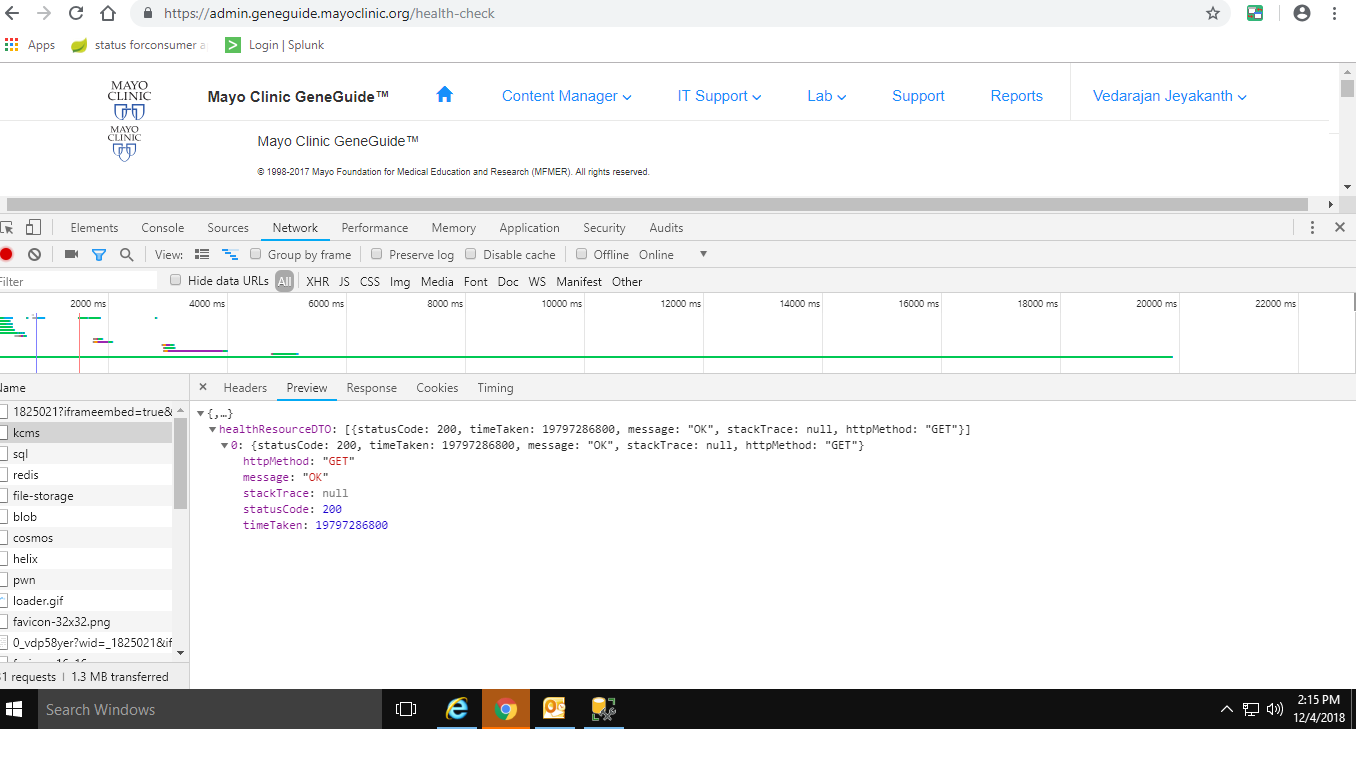 https://admin.geneguide.mayoclinic.org/health-check
Apps status forconsumer a Login | Splunk
MAYO
CLINIC
Mayo Clinic GeneGuide™ Content Manager IT Support Lab Support Reports Vedarajan Jeyakanth
MAYO
CLINIC
Mayo Clinic GeneGuide™
© 1998-2017 Mayo Foundation for Medical Education and Research (MFMER). All rights reserved.
Elements Console Sources Network Performance Memory Application Security Audits
View: Group by frame Preserve log Disable cache Offline Online
Filter Hide data URLs All XHR JS CSS Img Media Font Doc WS Manifest Other
2000 ms 4000 ms 6000 ms 8000 ms 10000 ms 12000 ms 14000 ms 16000 ms 18000 ms 20000 ms 22000 ms
Name × Headers Preview Response Cookies Timing
1825021?iframeembed=true&
kcms
sql
redis
file-storage
blob
cosmos
helix
pwn
loader.gif
favicon-32x32.png
0_vdp58yer?wid=_1825021&if
31 requests | 1.3 MB transferred
{,…}
healthResourceDTO: [{statusCode: 200, timeTaken: 19797286800, message: "OK", stackTrace: null, httpMethod: "GET"}]
0: {statusCode: 200, timeTaken: 19797286800, message: "OK", stackTrace: null, httpMethod: "GET"}
httpMethod: "GET"
message: "OK"
stackTrace: null
statusCode: 200
timeTaken: 19797286800
Search Windows
2:15 PM
12/4/2018